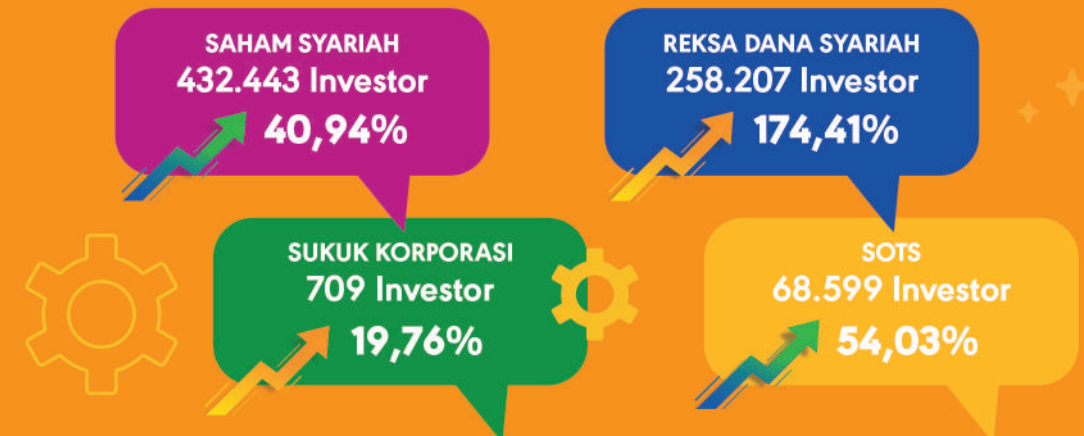 SAHAM SYARIAH
432.443 Investor
40,94%
REKSA DANA SYARIAH
258.207 Investor
174,41%
SUKUK KORPORASI
709 Investor
19,76%
SOTS
68.599 Investor
54,03%